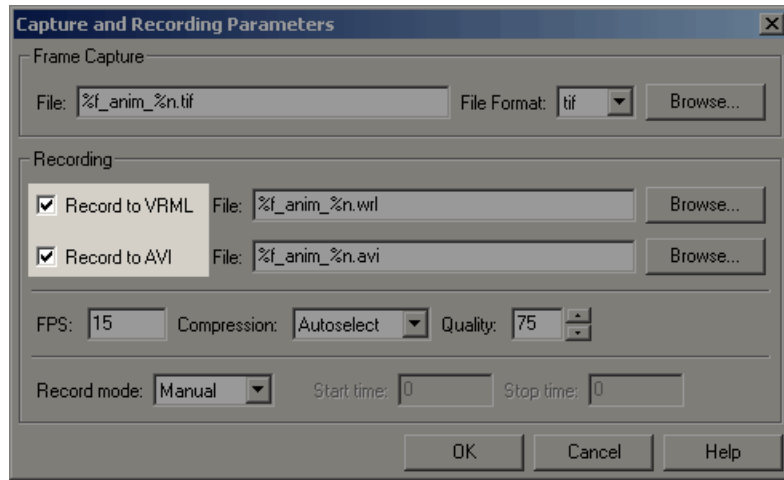 Capture and Recording Parameters
Frame Capture
File: %f_anim_%n.tif File Format: tif Browse...
Recording
Record to VRML File: %f_anim_%n.wrl Browse...
Record to AVI File: %f_anim_%n.avi Browse...
FPS: 15 Compression: Autoselect Quality: 75
Record mode: Manual Start time: 0 Stop time: 0
OK Cancel Help